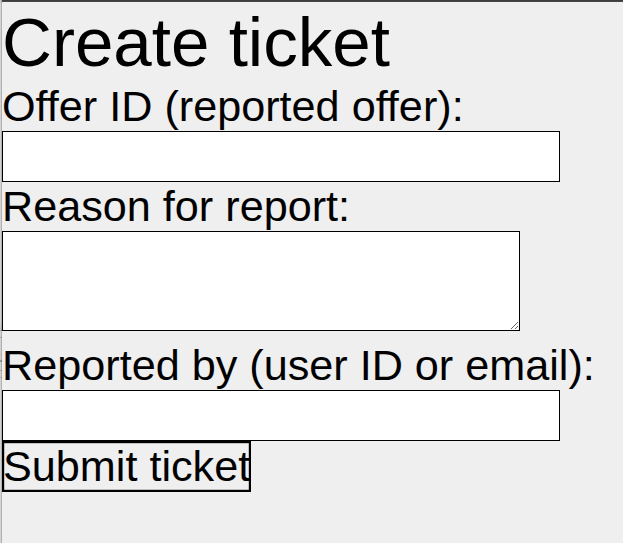 Create ticket
Offer ID (reported offer):
Reason for report:
Reported by (user ID or email):
Submit ticket